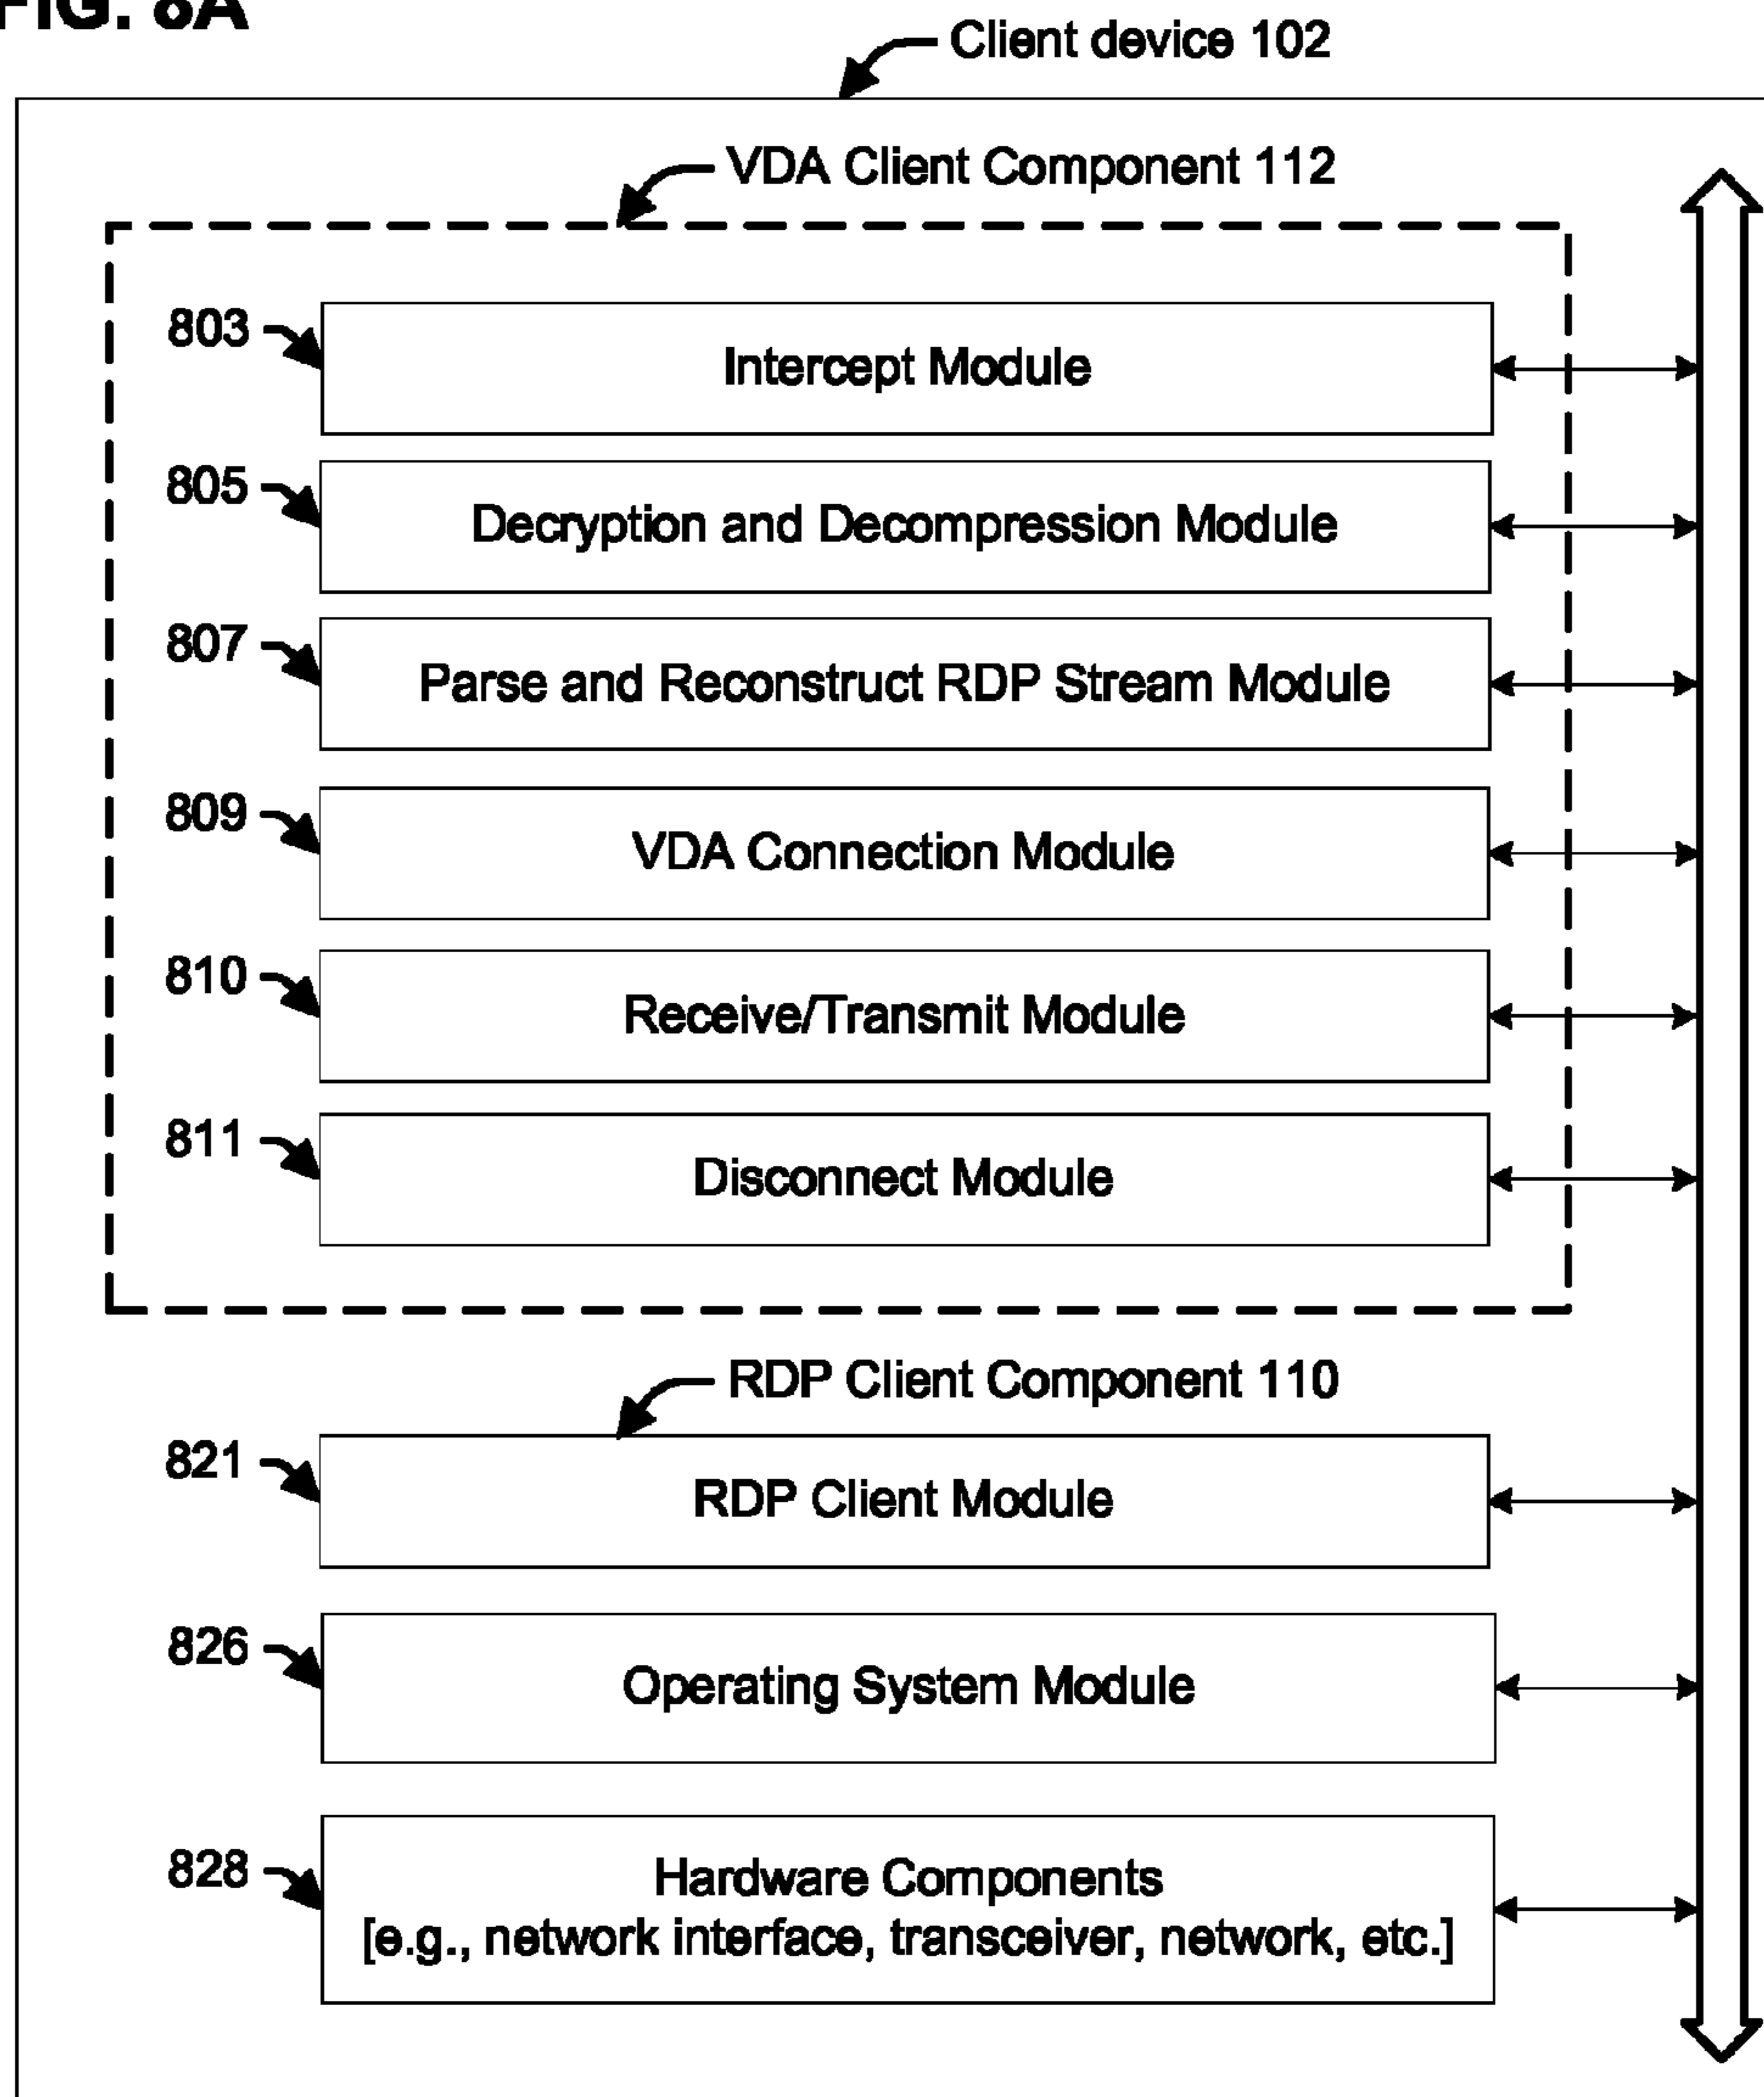 FIG. 8A
Client device 102
VDA Client Component 112
803
Intercept Module
805
Decryption and Decompression Module
807
Parse and Reconstruct RDP Stream Module
809
VDA Connection Module
810
Receive/Transmit Module
811
Disconnect Module
RDP Client Component 110
821
RDP Client Module
826
Operating System Module
828
Hardware Components
[e.g., network interface, transceiver, network, etc.]